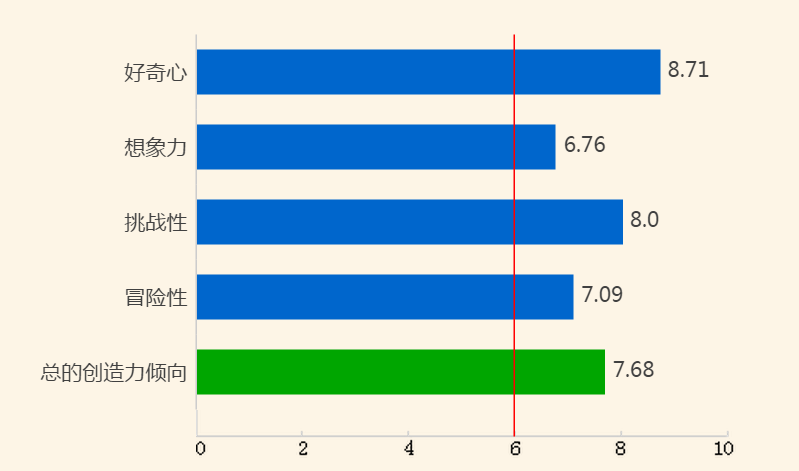 好奇心 8.71
想象力 6.76
挑战性 8.0
冒险性 7.09
总的创造力倾向 7.68
0 2 4 6 8 10